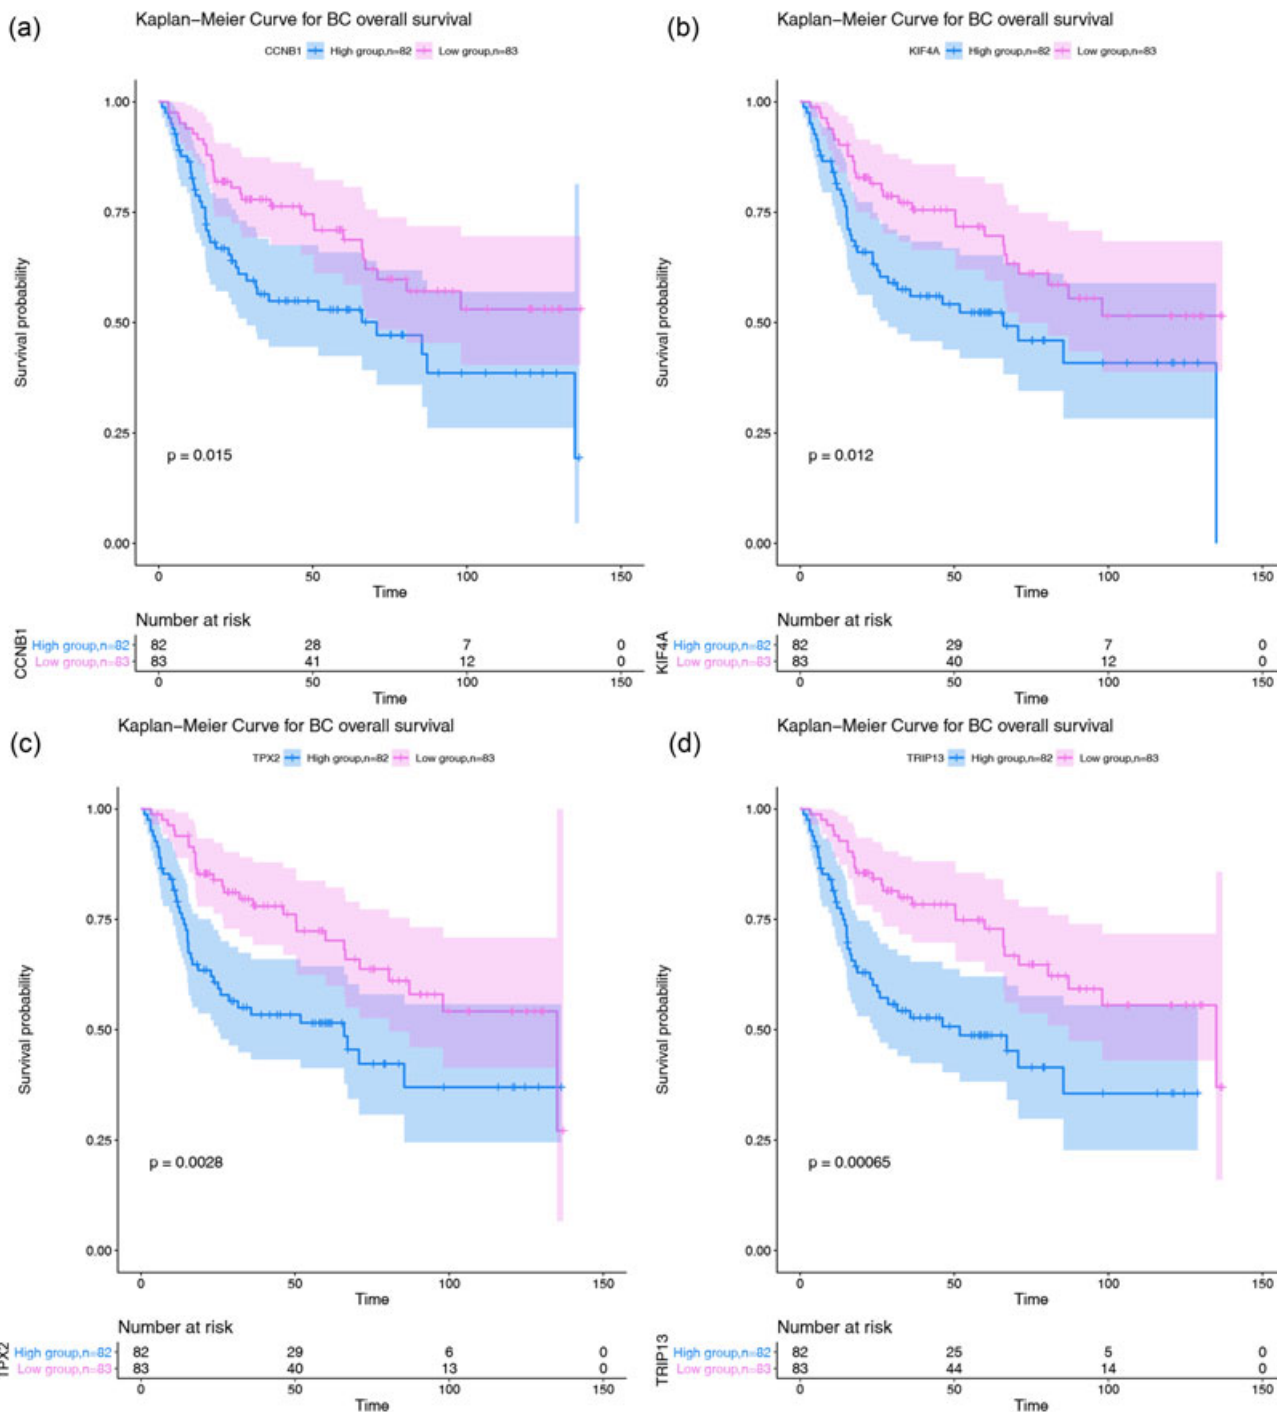 (a)
Kaplan-Meier Curve for BC overall survival
CCNB1 High group,n=82 Low group,n=83
1.00
0.75
0.50
0.25
0.00
Survival probability
p = 0.015
0 50 100 150
Time
Number at risk
CCNB1
High group,n=82 82 28 7 0
Low group,n=83 83 41 12 0
0 50 100 150
Time
(b)
Kaplan-Meier Curve for BC overall survival
KIF4A High group,n=82 Low group,n=83
1.00
0.75
0.50
0.25
0.00
Survival probability
p = 0.012
0 50 100 150
Time
Number at risk
KIF4A
High group,n=82 82 29 7 0
Low group,n=83 83 40 12 0
0 50 100 150
Time
(c)
Kaplan-Meier Curve for BC overall survival
TPX2 High group,n=82 Low group,n=83
1.00
0.75
0.50
0.25
0.00
Survival probability
p = 0.0028
0 50 100 150
Time
Number at risk
TPX2
High group,n=82 82 29 6 0
Low group,n=83 83 40 13 0
0 50 100 150
Time
(d)
Kaplan-Meier Curve for BC overall survival
TRIP13 High group,n=82 Low group,n=83
1.00
0.75
0.50
0.25
0.00
Survival probability
p = 0.00065
0 50 100 150
Time
Number at risk
TRIP13
High group,n=82 82 25 5 0
Low group,n=83 83 44 14 0
0 50 100 150
Time